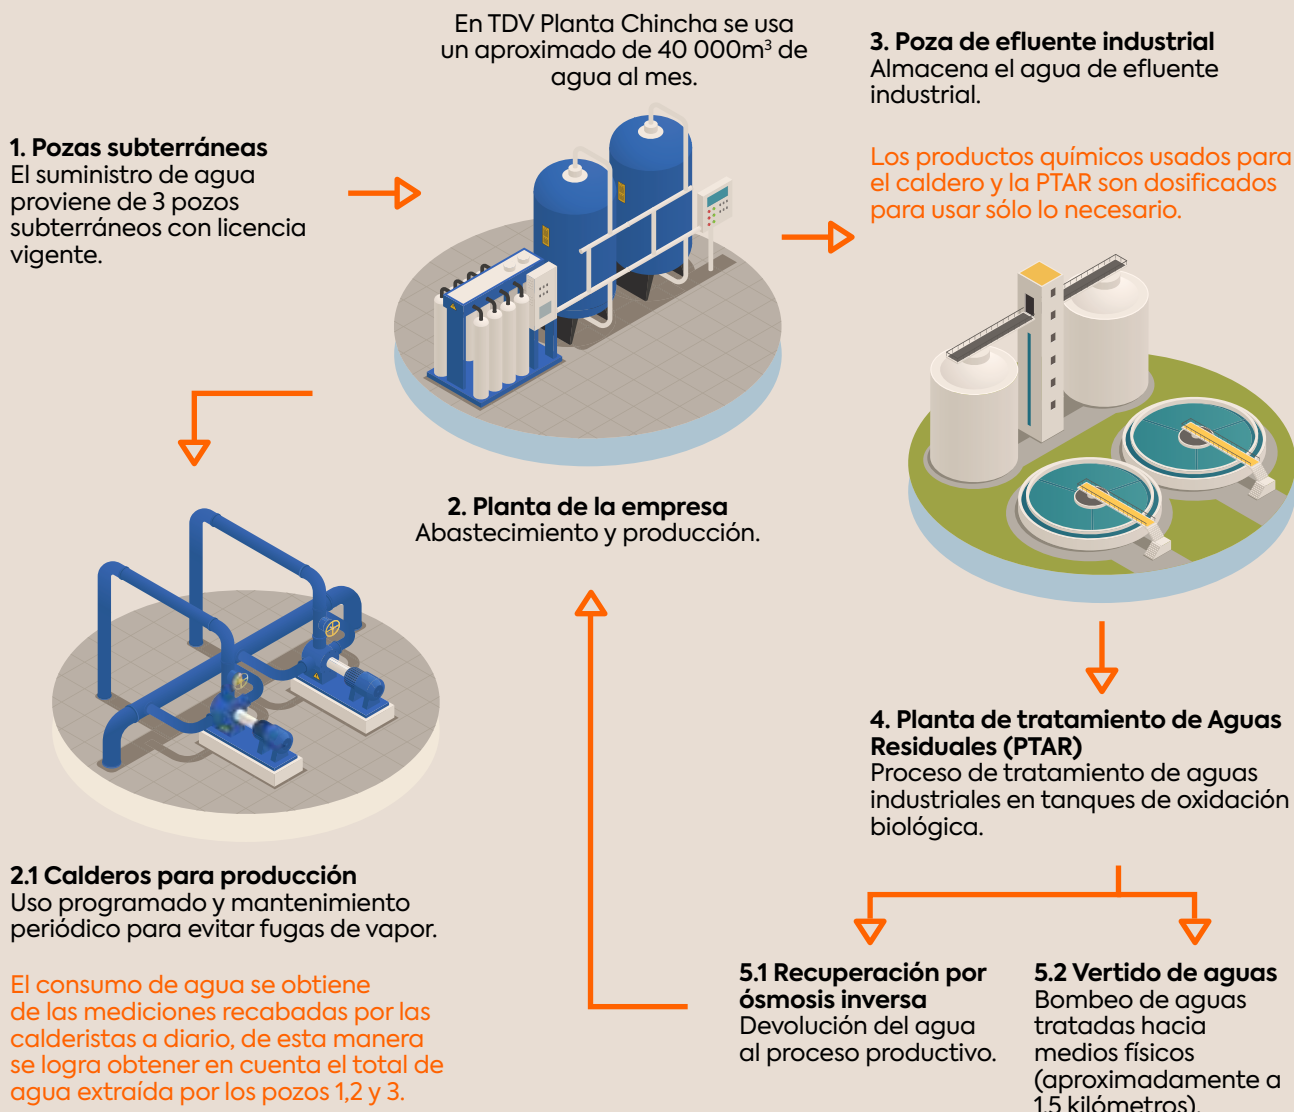 En TDV Planta Chincha se usa
un aproximado de 40 000m³ de
agua al mes.
1. Pozas subterráneas
El suministro de agua
proviene de 3 pozos
subterráneos con licencia
vigente.
3. Poza de efluente industrial
Almacena el agua de efluente
industrial.
Los productos químicos usados para
el caldero y la PTAR son dosificados
para usar sólo lo necesario.
2. Planta de la empresa
Abastecimiento y producción.
2.1 Calderos para producción
Uso programado y mantenimiento
periódico para evitar fugas de vapor.
El consumo de agua se obtiene
de las mediciones recabadas por las
calderistas a diario, de esta manera
se logra obtener en cuenta el total de
agua extraída por los pozos 1,2 y 3.
4. Planta de tratamiento de Aguas
Residuales (PTAR)
Proceso de tratamiento de aguas
industriales en tanques de oxidación
biológica.
5.1 Recuperación por
ósmosis inversa
Devolución del agua
al proceso productivo.
5.2 Vertido de aguas
Bombeo de aguas
tratadas hacia
medios físicos
(aproximadamente a
1.5 kilómetros).